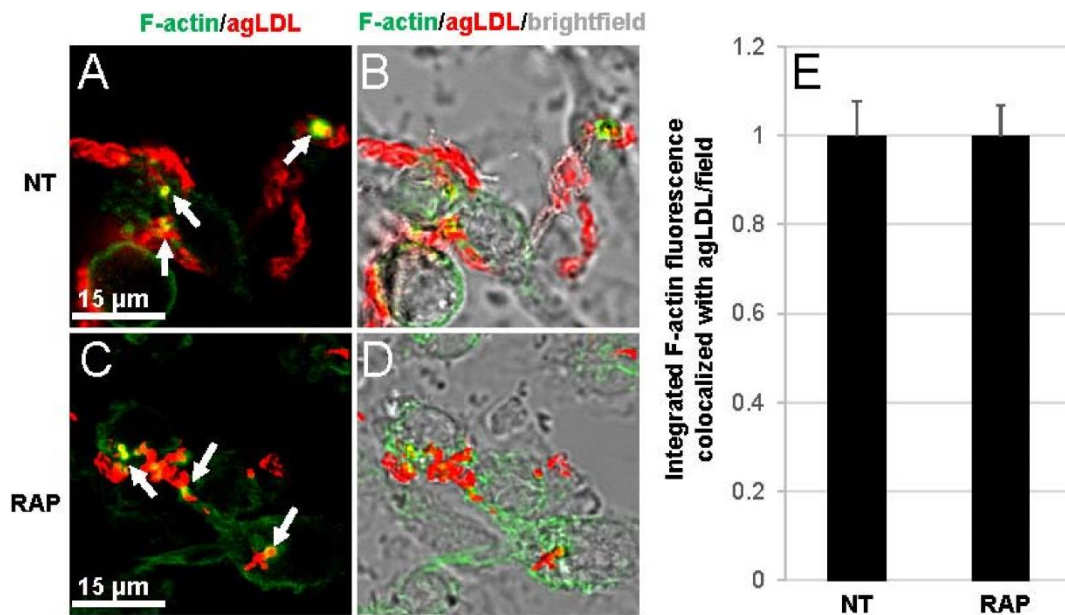 F-actin/agLDL
F-actin/agLDL/brightfield
A
B
NT
15 µm
C
D
RAP
15 µm
E
Integrated F-actin fluorescence
colocalized with agLDL/field
1.2
1
0.8
0.6
0.4
0.2
0
NT
RAP